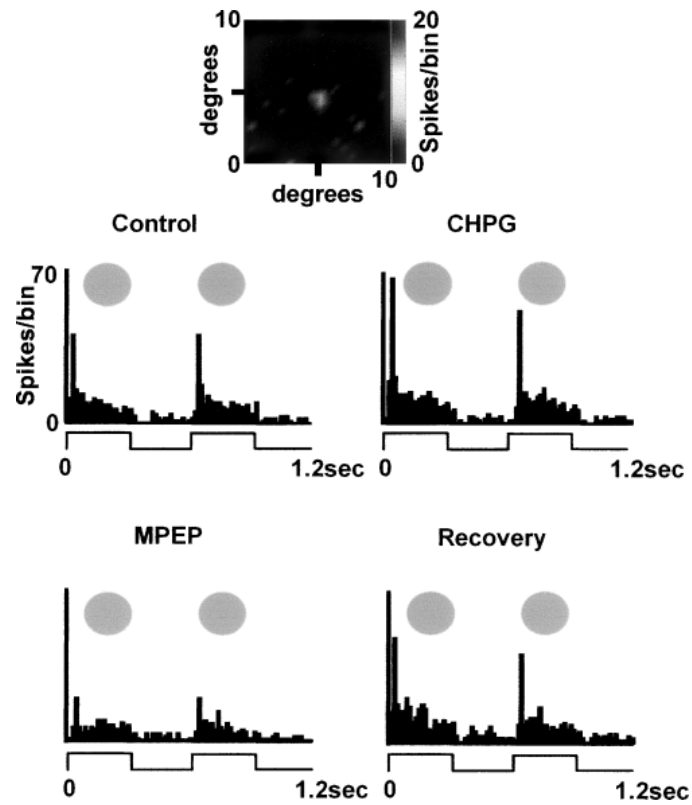 10
20
degrees
Spikes/bin
0
10
0
degrees
Control
CHPG
70
Spikes/bin
0
0
1.2sec
0
1.2sec
MPEP
Recovery
0
1.2sec
0
1.2sec